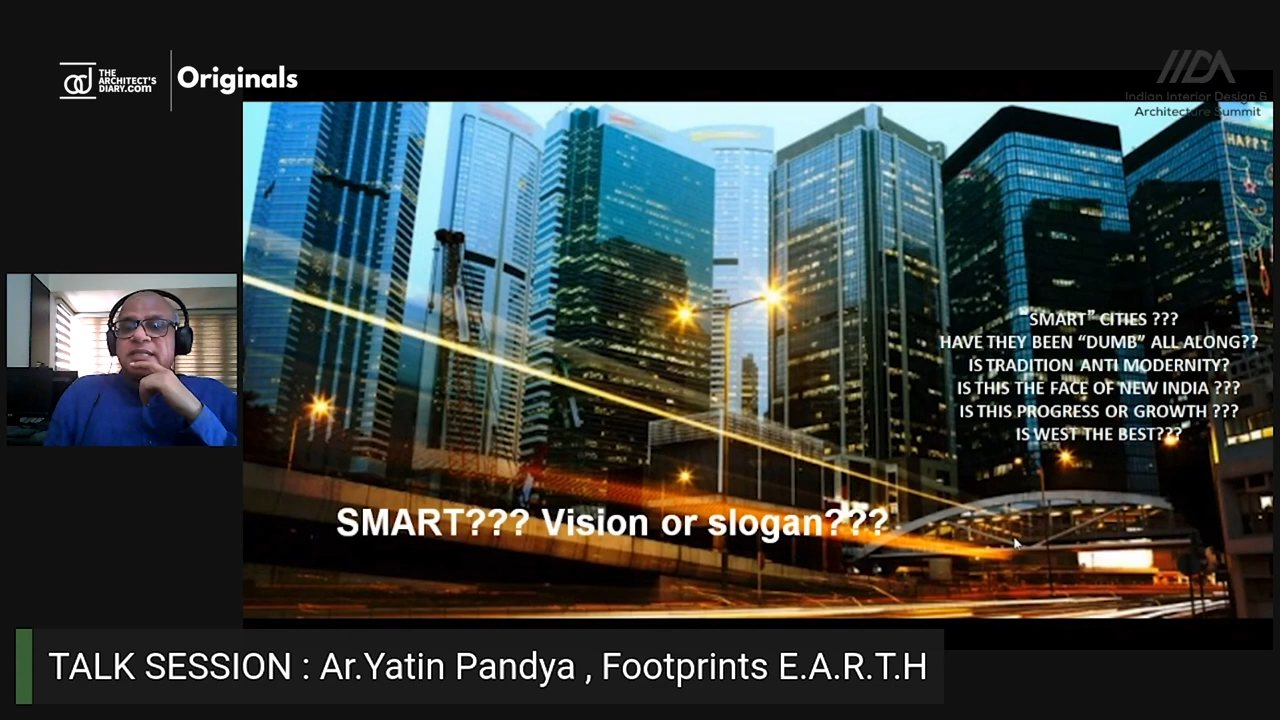 THE
ARCHITECT'S
DIARY.com
Originals
IIDA
Indian Interior Design &
Architecture Summit
HAPPY
"SMART" CITIES ???
HAVE THEY BEEN “DUMB” ALL ALONG??
IS TRADITION ANTI MODERNITY?
IS THIS THE FACE OF NEW INDIA ???
IS THIS PROGRESS OR GROWTH ???
IS WEST THE BEST???
SMART??? Vision or slogan???
TALK SESSION : Ar.Yatin Pandya , Footprints E.A.R.T.H